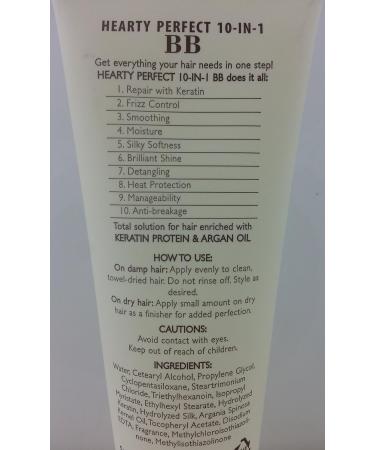 HEARTY PERFECT 10-IN-1
BB
Get everything your hair needs in one step!
HEARTY PERFECT 10-IN-1 BB does it all:
1. Repair with Keratin
2. Frizz Control
3. Smoothing
4. Moisture
5. Silky Softness
6. Brilliant Shine
7. Detangling
8. Heat Protection
9. Manageability
10. Anti-breakage
Total solution for hair enriched with
KERATIN PROTEIN & ARGAN OIL
HOW TO USE:
On damp hair: Apply evenly to clean,
towel-dried hair. Do not rinse off. Style as
desired.
On dry hair: Apply small amount on dry
hair as a finisher for added perfection.
CAUTIONS:
Avoid contact with eyes.
Keep out of reach of children.
INGREDIENTS:
Water, Cetearyl Alcohol, Propylene Glycol,
Cyclopentasiloxane, Steartrimonium
Chloride, Triethylhexanoin, Isopropyl
Myristate, Ethylhexyl Stearate, Hydrolyzed
Keratin, Hydrolyzed Silk, Argania Spinosa
Kernel Oil, Tocopheryl Acetate, Disodium
EDTA, Fragrance, Methylchloroisothiazoli-
none, Methylisothiazolinone